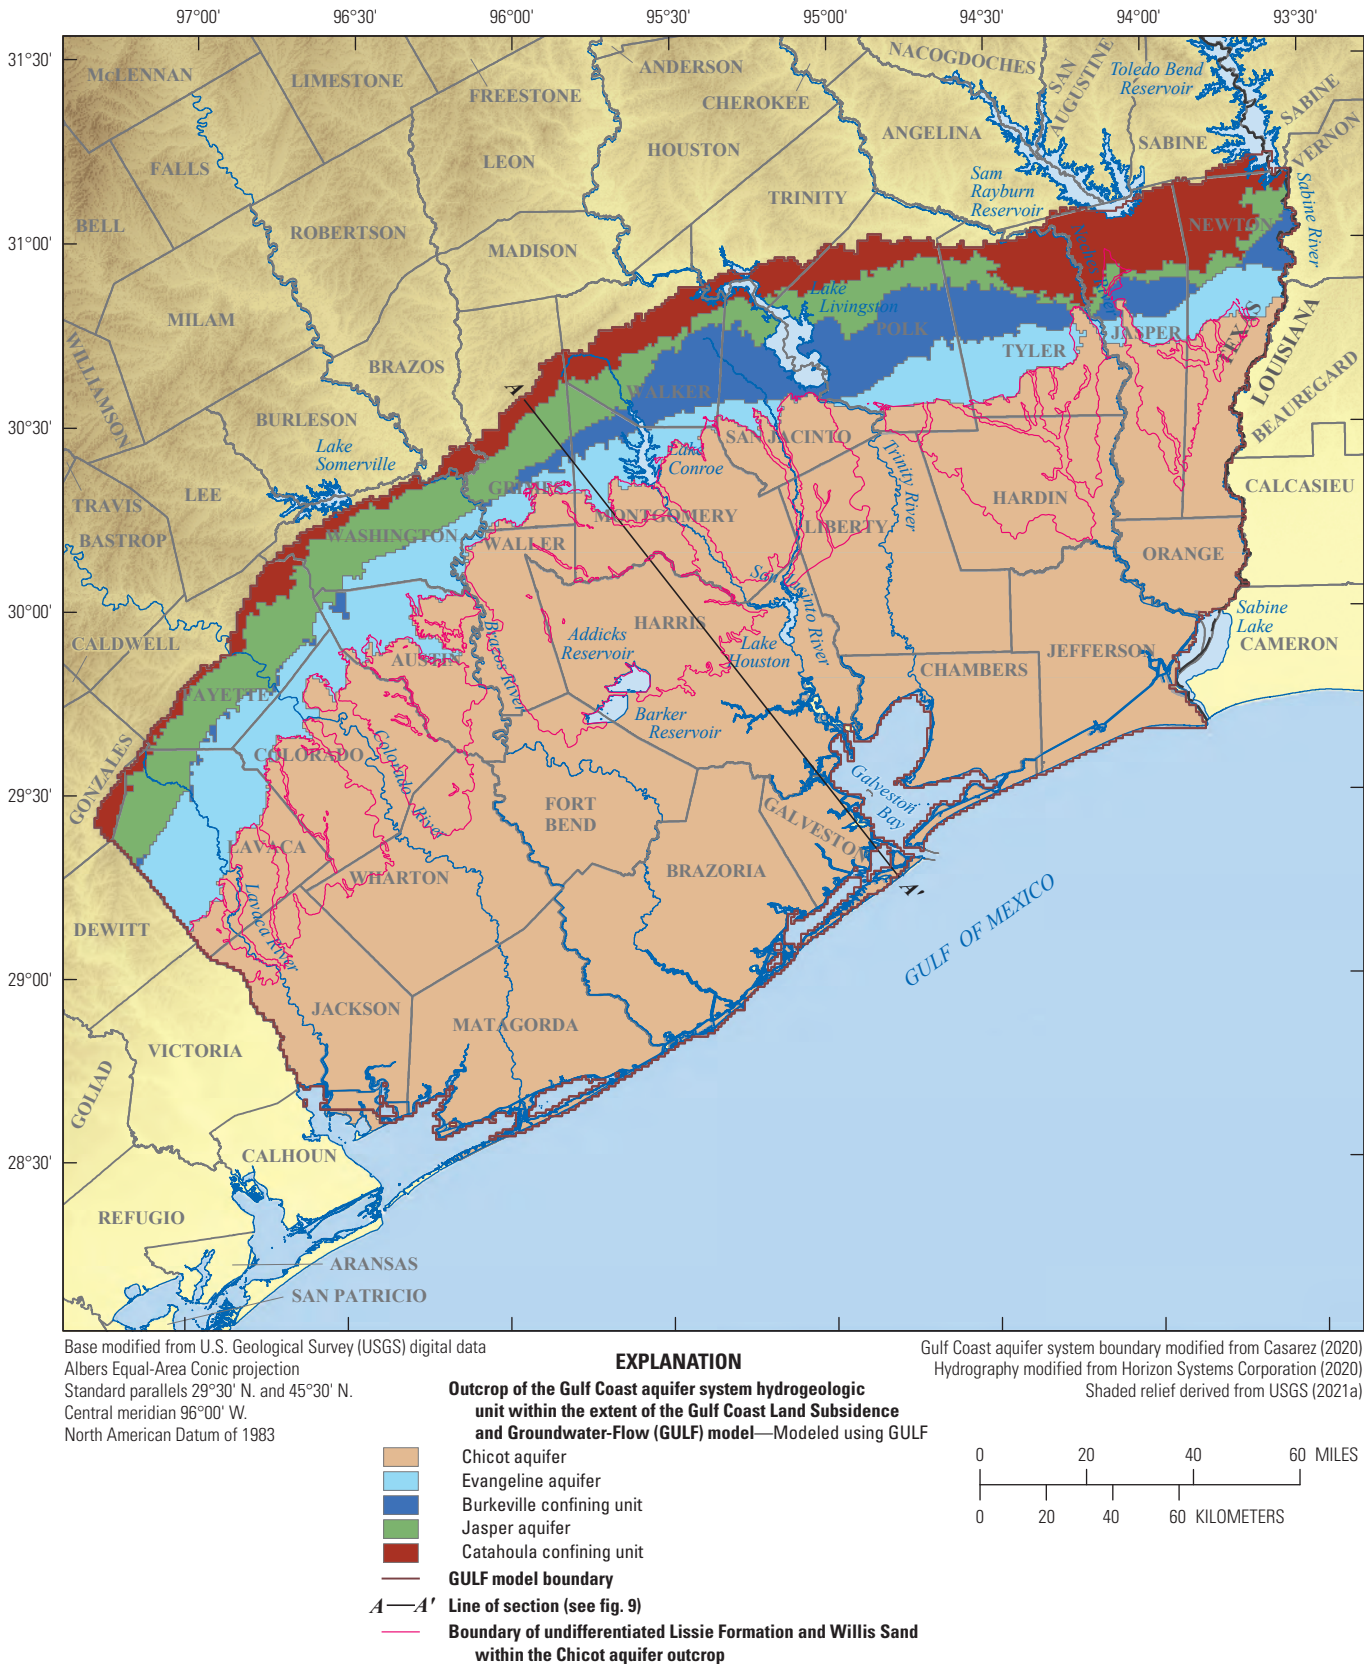 97°00' 96°30' 96°00' 95°30' 95°00' 94°30' 94°00' 93°30'
31°30'
31°00'
30°30'
30°00'
29°30'
29°00'
28°30'
McLENNAN
LIMESTONE
FREESTONE
ANDERSON
CHEROKEE
NACOGDOCHES
SAN
AUGUSTINE
Toledo Bend
Reservoir
SABINE
SABINE
VERNON
FALLS
LEON
HOUSTON
ANGELINA
Sam
Rayburn
Reservoir
TRINITY
BELL
ROBERTSON
MADISON
NEWTON
Sabine River
Neches River
MILAM
Lake
Livingston
POLK
TYLER
JASPER
TEXAS
LOUISIANA
WILLIAMSON
BRAZOS
WALKER
A
BEAUREGARD
BURLESON
Lake
Somerville
SAN JACINTO
Lake
Conroe
Trinity River
TRAVIS
LEE
GRIMES
HARDIN
CALCASIEU
BASTROP
WASHINGTON
WALLER
MONTGOMERY
LIBERTY
ORANGE
San Jacinto River
CALDWELL
Brazos River
Addicks
Reservoir
HARRIS
Lake
Houston
Sabine
Lake
CAMERON
AUSTIN
JEFFERSON
CHAMBERS
FAYETTE
Barker
Reservoir
GONZALES
COLORADO
Colorado River
Galveston
Bay
FORT
BEND
GALVESTON
LAVACA
WHARTON
BRAZORIA
A'
Lavaca River
DEWITT
GULF OF MEXICO
JACKSON
MATAGORDA
VICTORIA
GOLIAD
CALHOUN
REFUGIO
ARANSAS
SAN PATRICIO
Base modified from U.S. Geological Survey (USGS) digital data
Albers Equal-Area Conic projection
Standard parallels 29°30' N. and 45°30' N.
Central meridian 96°00' W.
North American Datum of 1983
Gulf Coast aquifer system boundary modified from Casarez (2020)
Hydrography modified from Horizon Systems Corporation (2020)
Shaded relief derived from USGS (2021a)
EXPLANATION
Outcrop of the Gulf Coast aquifer system hydrogeologic
unit within the extent of the Gulf Coast Land Subsidence
and Groundwater-Flow (GULF) model—Modeled using GULF
Chicot aquifer
Evangeline aquifer
Burkeville confining unit
Jasper aquifer
Catahoula confining unit
GULF model boundary
A—A' Line of section (see fig. 9)
Boundary of undifferentiated Lissie Formation and Willis Sand
within the Chicot aquifer outcrop
0 20 40 60 MILES
0 20 40 60 KILOMETERS